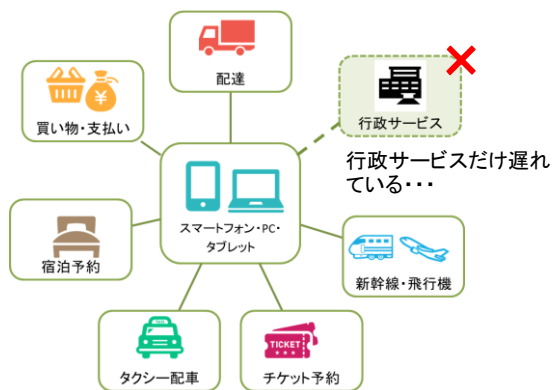 配達
買い物・支払い
行政サービス
行政サービスだけ遅れ
ている・・・
スマートフォン・PC・
タブレット
宿泊予約
新幹線・飛行機
TAXI
タクシー配車
TICKET
チケット予約